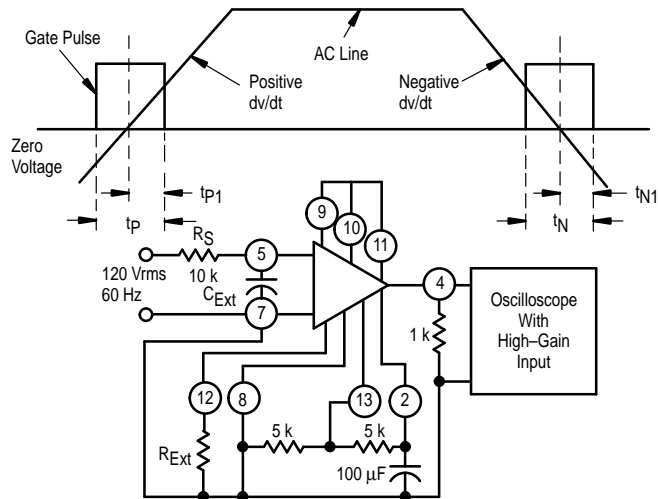 Gate Pulse
AC Line
Positive
dv/dt
Negative
dv/dt
Zero
Voltage
tP1
tN1
tP
tN
RS
10 k
120 Vrms
60 Hz
CExt
5
7
9
10
11
4
1 k
Oscilloscope
With
High–Gain
Input
12
8
13
2
RExt
5 k
5 k
100 µF